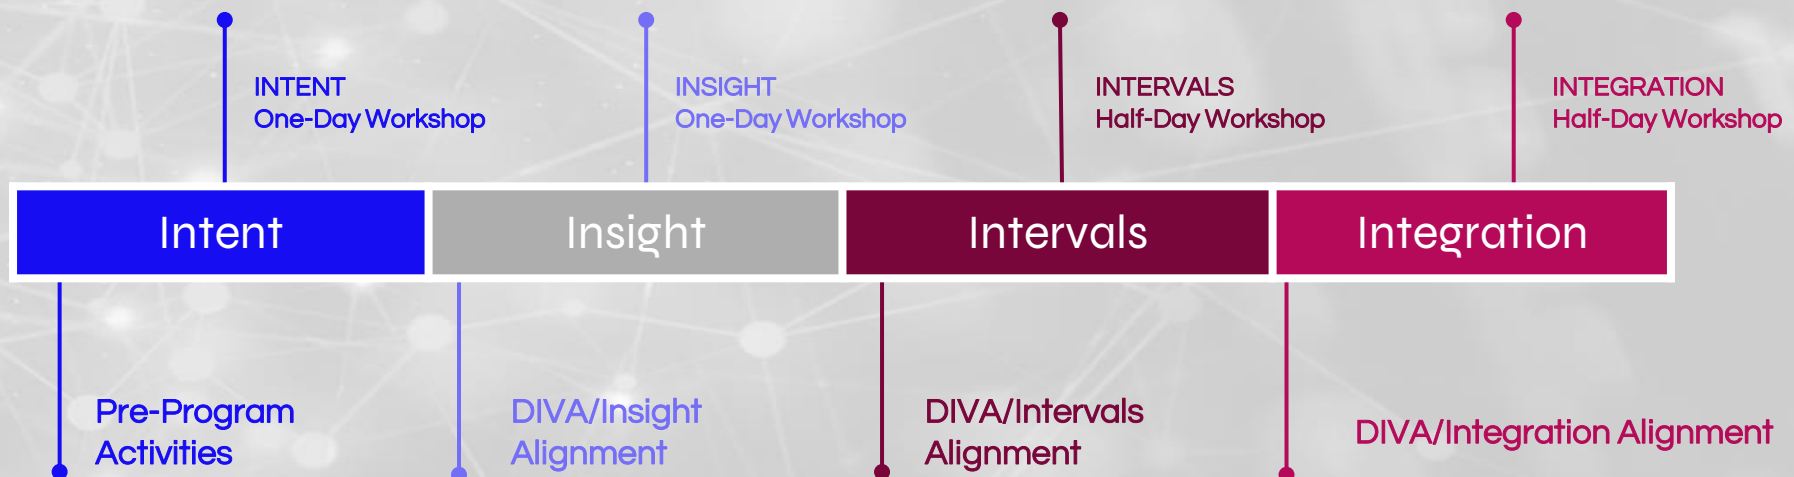 INTENT
One-Day Workshop
INSIGHT
One-Day Workshop
INTERVALS
Half-Day Workshop
INTEGRATION
Half-Day Workshop
Intent
Insight
Intervals
Integration
Pre-Program
Activities
DIVA/Insight
Alignment
DIVA/Intervals
Alignment
DIVA/Integration Alignment